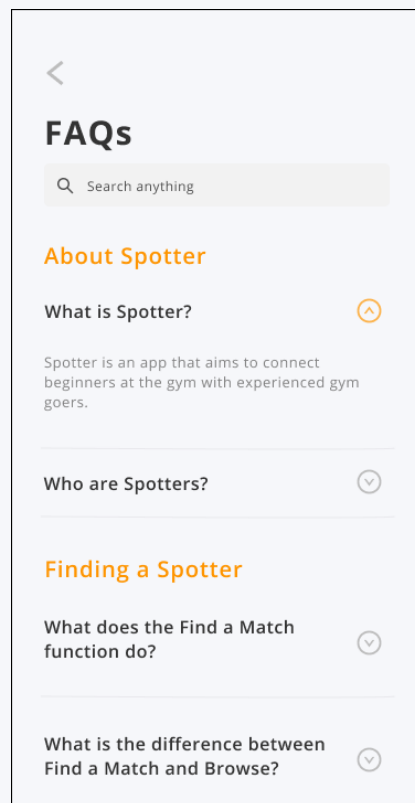 FAQs
Search anything
About Spotter
What is Spotter?
Spotter is an app that aims to connect
beginners at the gym with experienced gym
goers.
Who are Spotters?
Finding a Spotter
What does the Find a Match
function do?
What is the difference between
Find a Match and Browse?